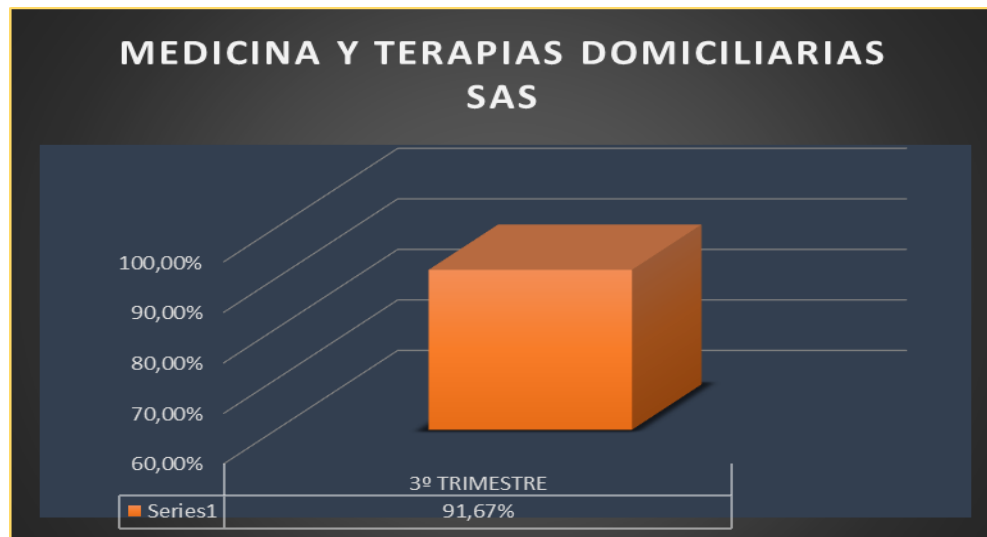 MEDICINA Y TERAPIAS DOMICILIARIAS
SAS
100,00%
90,00%
80,00%
70,00%
60,00%
3º TRIMESTRE
Series1 91,67%